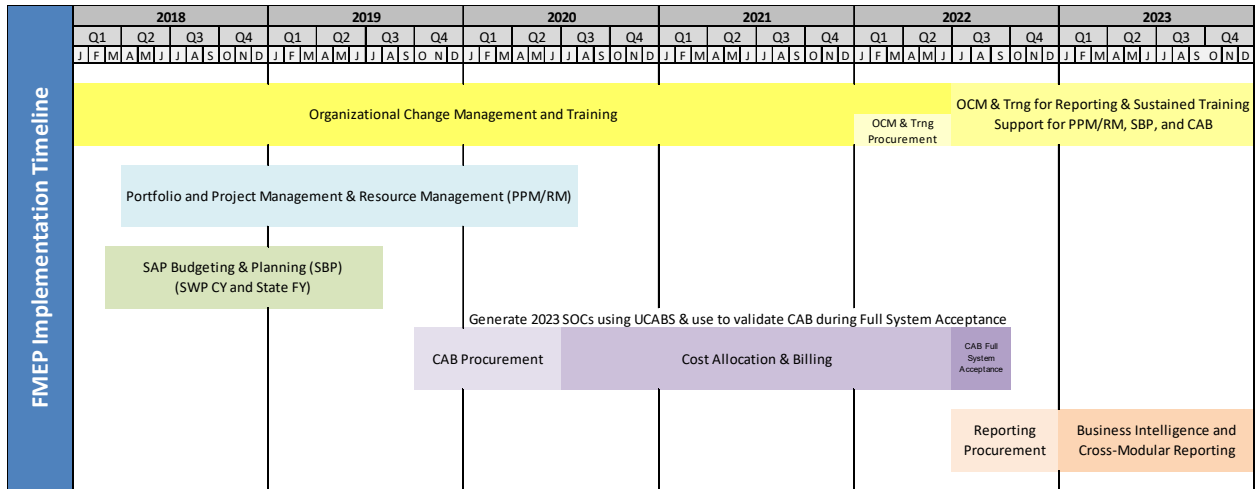 FMEP Implementation Timeline
2018 2019 2020 2021 2022 2023
Q1 Q2 Q3 Q4 Q1 Q2 Q3 Q4 Q1 Q2 Q3 Q4 Q1 Q2 Q3 Q4 Q1 Q2 Q3 Q4 Q1 Q2 Q3 Q4
J F M A M J J A S O N D J F M A M J J A S O N D J F M A M J J A S O N D J F M A M J J A S O N D J F M A M J J A S O N D J F M A M J J A S O N D
Organizational Change Management and Training
OCM & Trng
Procurement
OCM & Trng for Reporting & Sustained Training
Support for PPM/RM, SBP, and CAB
Portfolio and Project Management & Resource Management (PPM/RM)
SAP Budgeting & Planning (SBP)
(SWP CY and State FY)
Generate 2023 SOCs using UCABS & use to validate CAB during Full System Acceptance
CAB Procurement
Cost Allocation & Billing
CAB Full
System
Acceptance
Reporting
Procurement
Business Intelligence and
Cross-Modular Reporting